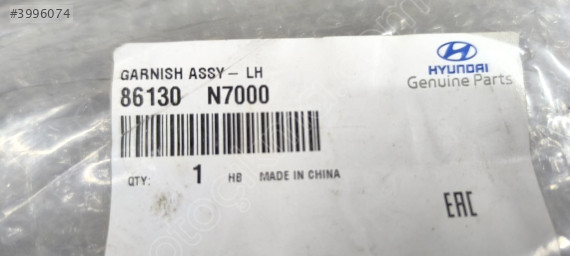 #3996074
GARNISH ASSY – LH
86130 N7000
HYUNDAI
Genuine Parts
QTY: 1 HB MADE IN CHINA
EAC